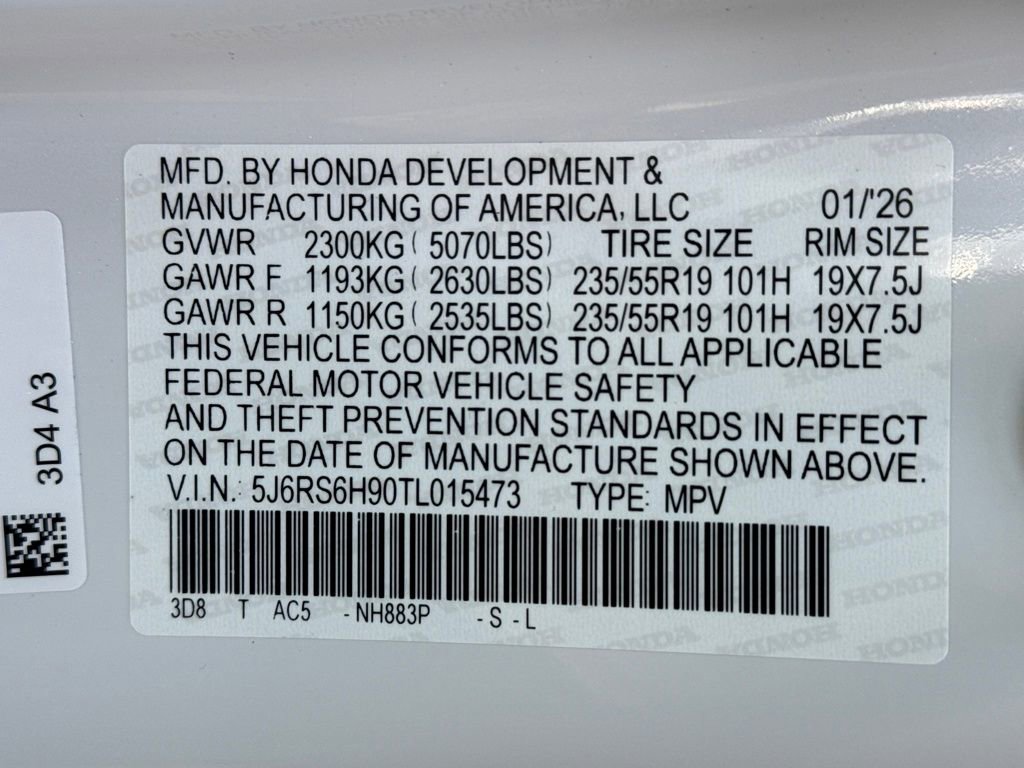 MFD. BY HONDA DEVELOPMENT &
MANUFACTURING OF AMERICA, LLC 01/'26
GVWR 2300KG ( 5070LBS) TIRE SIZE RIM SIZE
GAWR F 1193KG ( 2630LBS) 235/55R19 101H 19X7.5J
GAWR R 1150KG ( 2535LBS) 235/55R19 101H 19X7.5J
THIS VEHICLE CONFORMS TO ALL APPLICABLE
FEDERAL MOTOR VEHICLE SAFETY
AND THEFT PREVENTION STANDARDS IN EFFECT
ON THE DATE OF MANUFACTURE SHOWN ABOVE.
V.I.N.: 5J6RS6H90TL015473 TYPE: MPV
3D8 T AC5 - NH883P - S - L
3D4 A3
HONDA